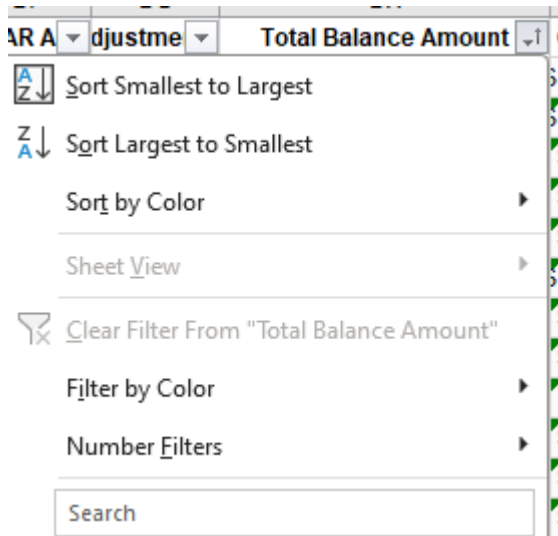 AR A djustme Total Balance Amount
Sort Smallest to Largest
Sort Largest to Smallest
Sort by Color
Sheet View
Clear Filter From "Total Balance Amount"
Filter by Color
Number Filters
Search